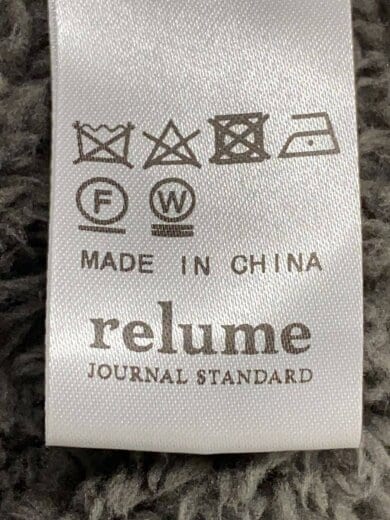 F W
MADE IN CHINA
relume
JOURNAL STANDARD